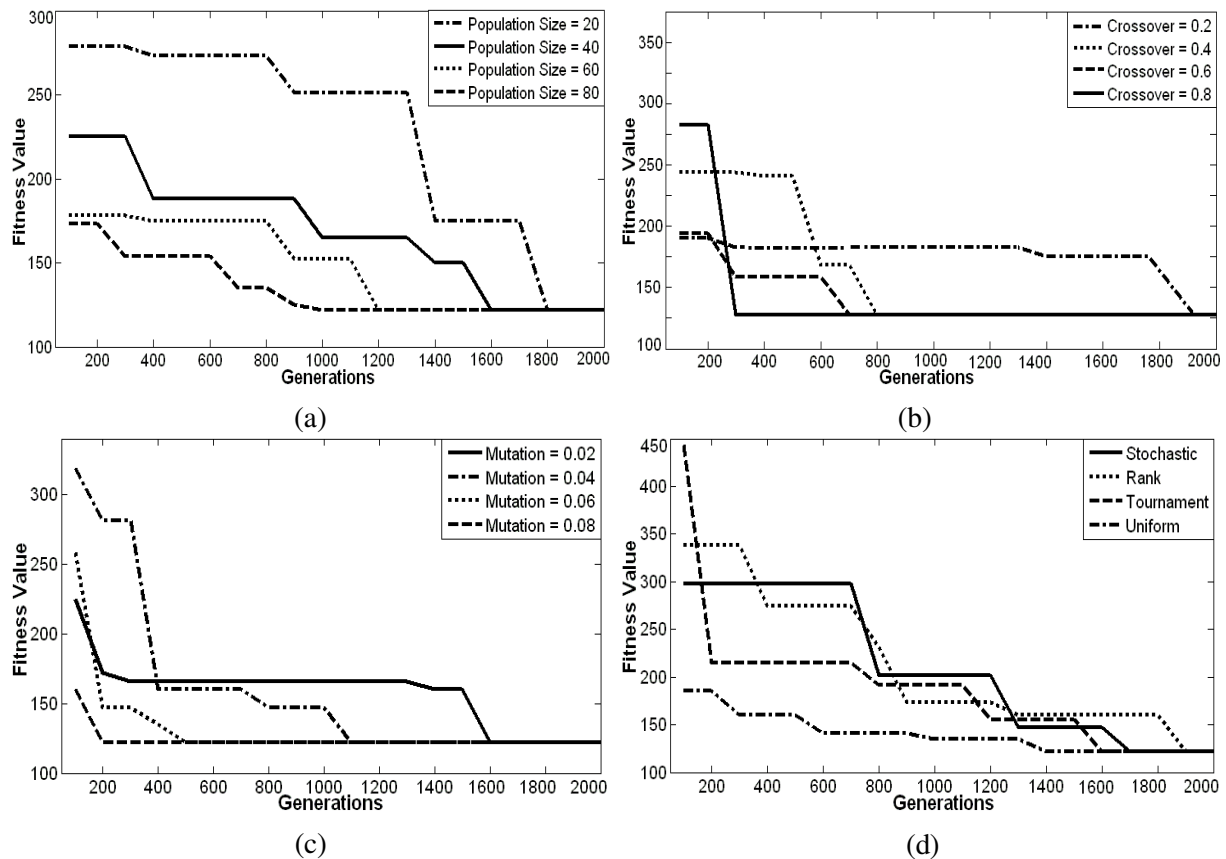 300
250
200
150
100
Fitness Value
Population Size = 20
Population Size = 40
Population Size = 60
Population Size = 80
200 400 600 800 1000 1200 1400 1600 1800 2000
Generations
(a)
350
300
250
200
150
100
Fitness Value
Crossover = 0.2
Crossover = 0.4
Crossover = 0.6
Crossover = 0.8
200 400 600 800 1000 1200 1400 1600 1800 2000
Generations
(b)
300
250
200
150
100
Fitness Value
Mutation = 0.02
Mutation = 0.04
Mutation = 0.06
Mutation = 0.08
200 400 600 800 1000 1200 1400 1600 1800 2000
Generations
(c)
450
400
350
300
250
200
150
100
Fitness Value
Stochastic
Rank
Tournament
Uniform
200 400 600 800 1000 1200 1400 1600 1800 2000
Generations
(d)